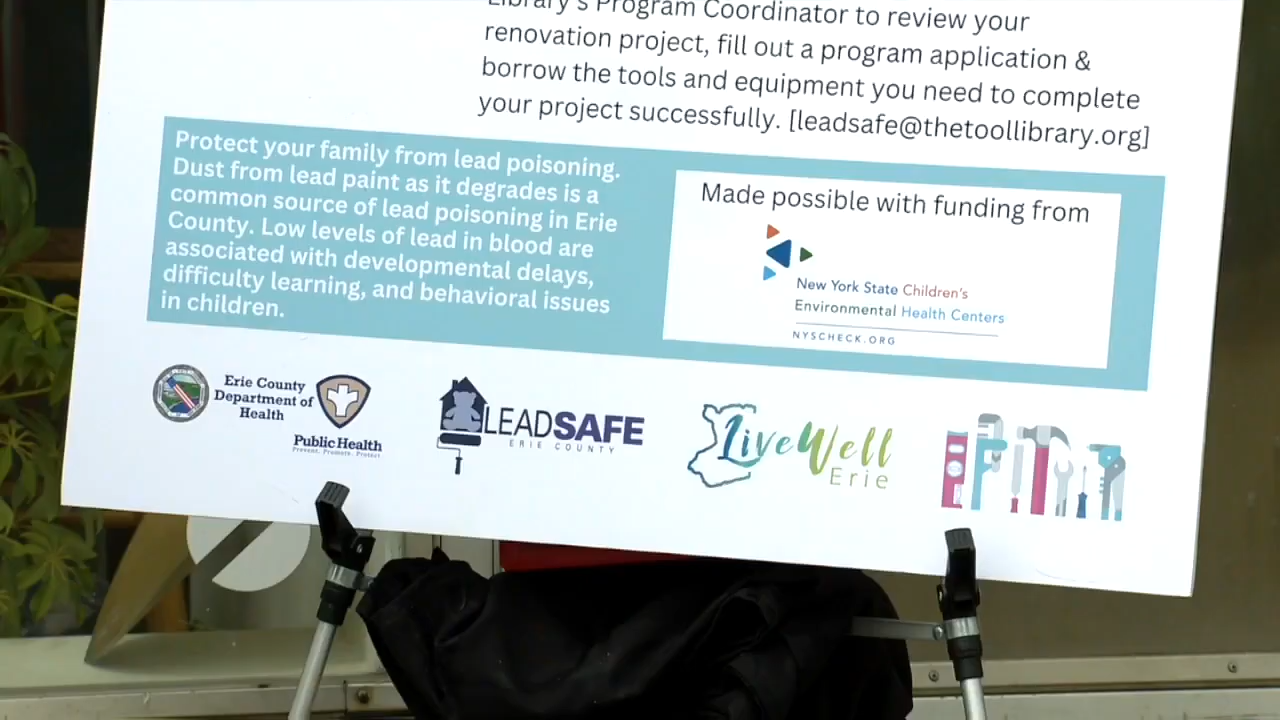 Library's Program Coordinator to review your
renovation project, fill out a program application &
borrow the tools and equipment you need to complete
your project successfully. [leadsafe@thetoollibrary.org]
Protect your family from lead poisoning.
Dust from lead paint as it degrades is a
common source of lead poisoning in Erie
County. Low levels of lead in blood are
associated with developmental delays,
difficulty learning, and behavioral issues
in children.
Made possible with funding from
New York State Children's
Environmental Health Centers
NYSCHECK.ORG
Erie County
Department of
Health
Public Health
Prevent. Promote. Protect.
LEADSAFE
ERIE COUNTY
LiveWell
Erie